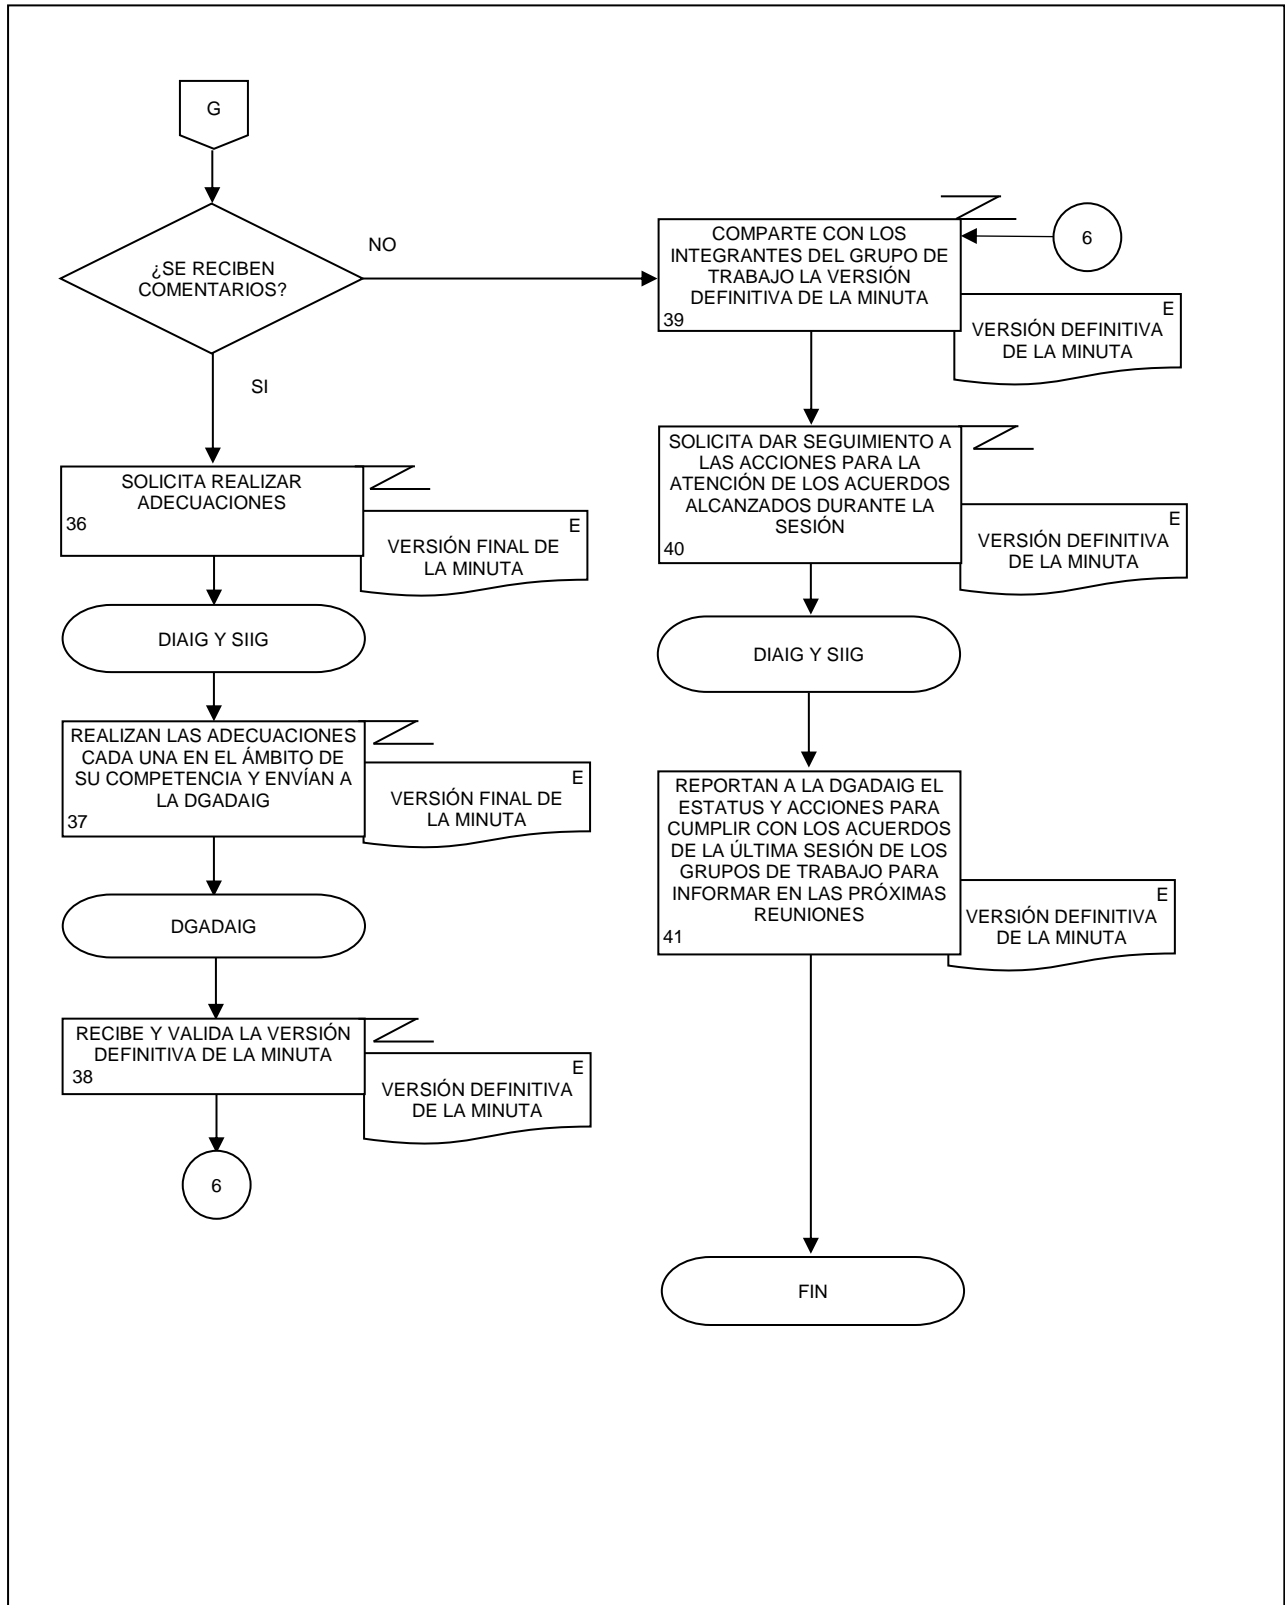 G
¿SE RECIBEN
COMENTARIOS?
NO
SI
SOLICITA REALIZAR
ADECUACIONES
36
E
VERSIÓN FINAL DE
LA MINUTA
DIAIG Y SIIG
REALIZAN LAS ADECUACIONES
CADA UNA EN EL ÁMBITO DE
SU COMPETENCIA Y ENVÍAN A
LA DGADAIG
37
E
VERSIÓN FINAL DE
LA MINUTA
DGADAIG
RECIBE Y VALIDA LA VERSIÓN
DEFINITIVA DE LA MINUTA
38
E
VERSIÓN DEFINITIVA
DE LA MINUTA
6
COMPARTE CON LOS
INTEGRANTES DEL GRUPO DE
TRABAJO LA VERSIÓN
DEFINITIVA DE LA MINUTA
39
6
E
VERSIÓN DEFINITIVA
DE LA MINUTA
SOLICITA DAR SEGUIMIENTO A
LAS ACCIONES PARA LA
ATENCIÓN DE LOS ACUERDOS
ALCANZADOS DURANTE LA
SESIÓN
40
E
VERSIÓN DEFINITIVA
DE LA MINUTA
DIAIG Y SIIG
REPORTAN A LA DGADAIG EL
ESTATUS Y ACCIONES PARA
CUMPLIR CON LOS ACUERDOS
DE LA ÚLTIMA SESIÓN DE LOS
GRUPOS DE TRABAJO PARA
INFORMAR EN LAS PRÓXIMAS
REUNIONES
41
E
VERSIÓN DEFINITIVA
DE LA MINUTA
FIN